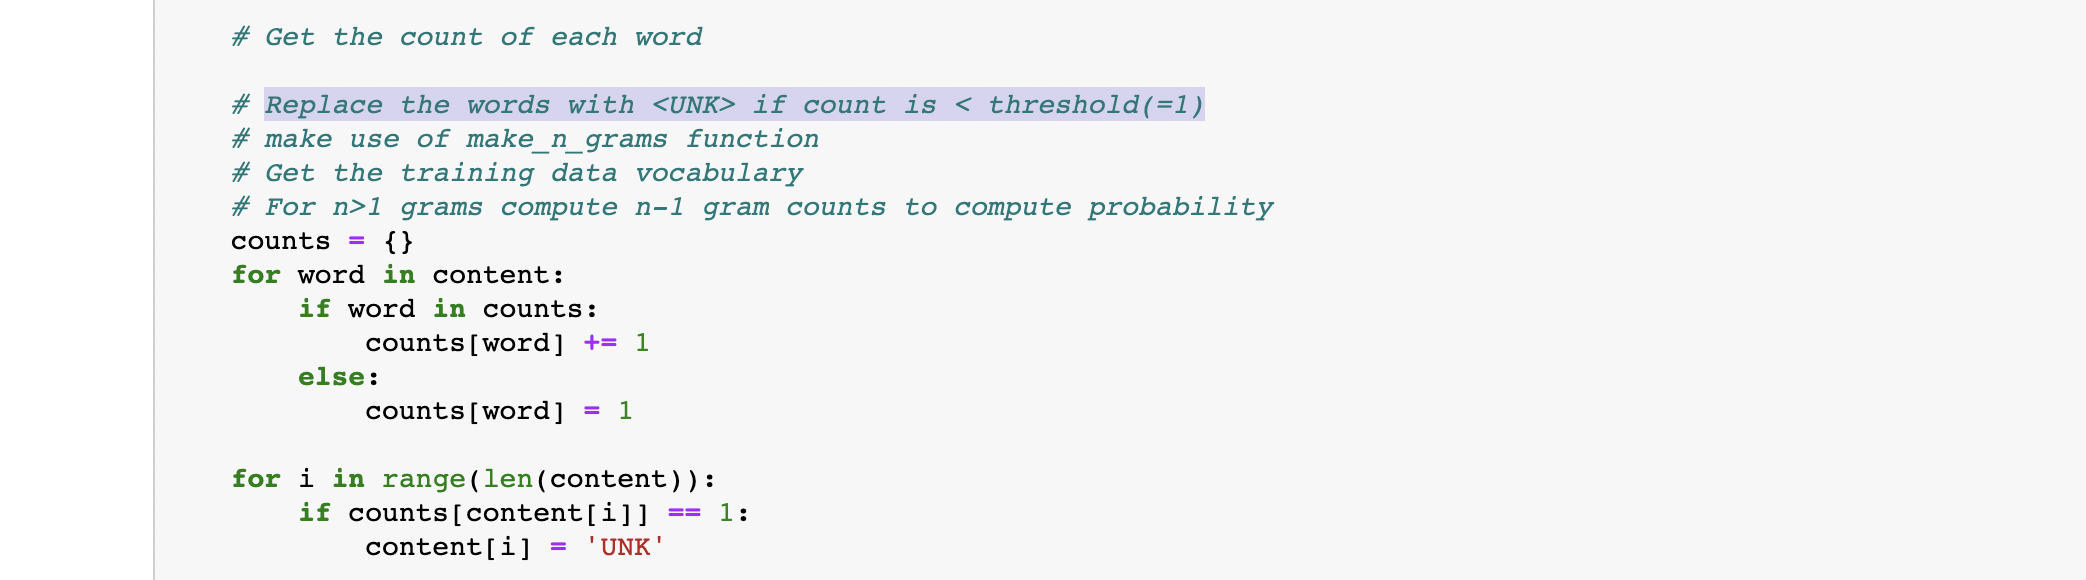 # Get the count of each word
# Replace the words with <UNK> if count is < threshold(=1)
# make use of make_n_grams function
# Get the training data vocabulary
# For n>1 grams compute n-1 gram counts to compute probability
counts = {}
for word in content:
    if word in counts:
        counts[word] += 1
    else:
        counts[word] = 1
for i in range(len(content)):
    if counts[content[i]] == 1:
        content[i] = 'UNK'